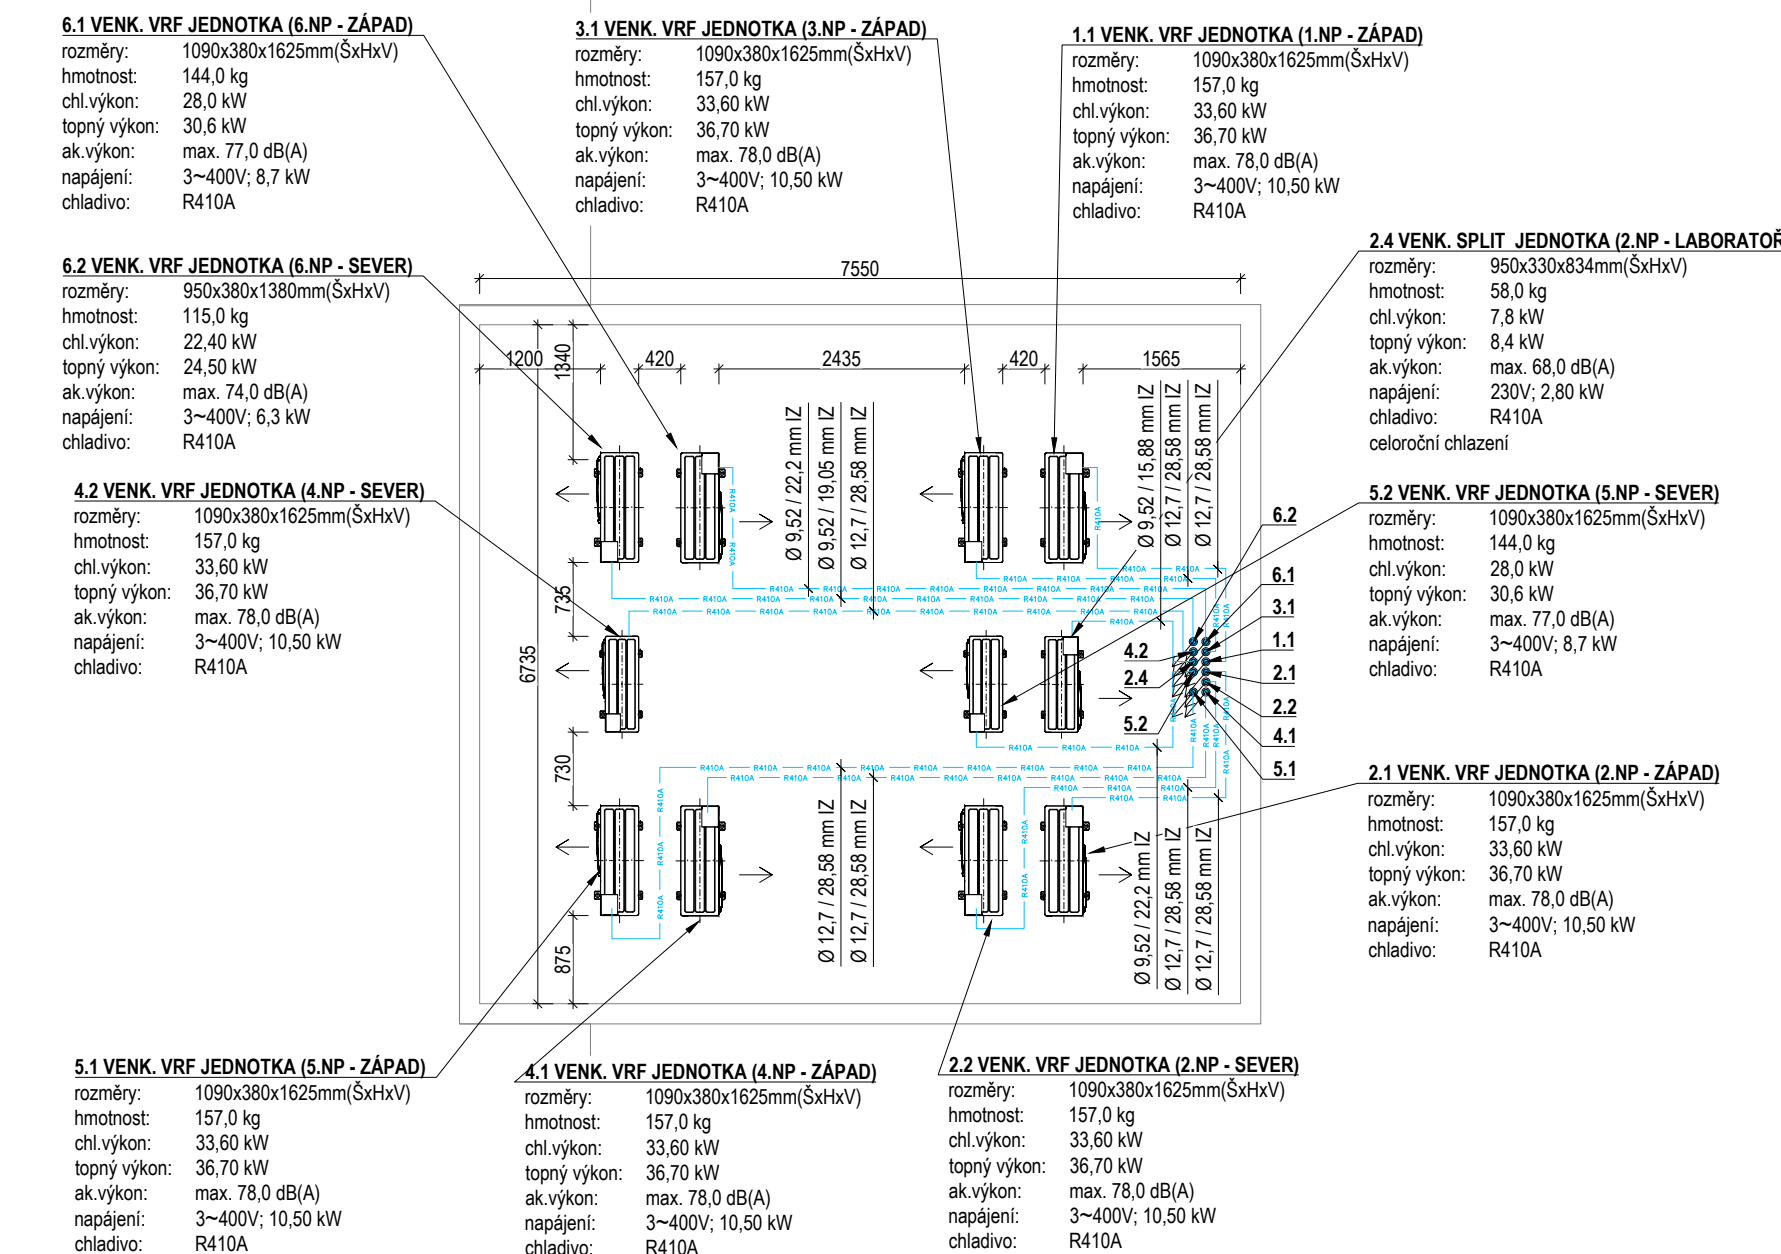 6.1 VENK. VRF JEDNOTKA (6.NP - ZÁPAD)
rozměry: 1090x380x1625mm(ŠxHxV)
hmotnost: 144,0 kg
chl.výkon: 28,0 kW
topný výkon: 30,6 kW
ak.výkon: max. 77,0 dB(A)
napájení: 3~400V; 8,7 kW
chladivo: R410A
3.1 VENK. VRF JEDNOTKA (3.NP - ZÁPAD)
rozměry: 1090x380x1625mm(ŠxHxV)
hmotnost: 157,0 kg
chl.výkon: 33,60 kW
topný výkon: 36,70 kW
ak.výkon: max. 78,0 dB(A)
napájení: 3~400V; 10,50 kW
chladivo: R410A
1.1 VENK. VRF JEDNOTKA (1.NP - ZÁPAD)
rozměry: 1090x380x1625mm(ŠxHxV)
hmotnost: 157,0 kg
chl.výkon: 33,60 kW
topný výkon: 36,70 kW
ak.výkon: max. 78,0 dB(A)
napájení: 3~400V; 10,50 kW
chladivo: R410A
2.4 VENK. SPLIT JEDNOTKA (2.NP - LABORATOŘ
rozměry: 950x330x834mm(ŠxHxV)
hmotnost: 58,0 kg
chl.výkon: 7,8 kW
topný výkon: 8,4 kW
ak.výkon: max. 68,0 dB(A)
napájení: 230V; 2,80 kW
chladivo: R410A
celoroční chlazení
6.2 VENK. VRF JEDNOTKA (6.NP - SEVER)
rozměry: 950x380x1380mm(ŠxHxV)
hmotnost: 115,0 kg
chl.výkon: 22,40 kW
topný výkon: 24,50 kW
ak.výkon: max. 74,0 dB(A)
napájení: 3~400V; 6,3 kW
chladivo: R410A
4.2 VENK. VRF JEDNOTKA (4.NP - SEVER)
rozměry: 1090x380x1625mm(ŠxHxV)
hmotnost: 157,0 kg
chl.výkon: 33,60 kW
topný výkon: 36,70 kW
ak.výkon: max. 78,0 dB(A)
napájení: 3~400V; 10,50 kW
chladivo: R410A
5.2 VENK. VRF JEDNOTKA (5.NP - SEVER)
rozměry: 1090x380x1625mm(ŠxHxV)
hmotnost: 144,0 kg
chl.výkon: 28,0 kW
topný výkon: 30,6 kW
ak.výkon: max. 77,0 dB(A)
napájení: 3~400V; 8,7 kW
chladivo: R410A
2.1 VENK. VRF JEDNOTKA (2.NP - ZÁPAD)
rozměry: 1090x380x1625mm(ŠxHxV)
hmotnost: 157,0 kg
chl.výkon: 33,60 kW
topný výkon: 36,70 kW
ak.výkon: max. 78,0 dB(A)
napájení: 3~400V; 10,50 kW
chladivo: R410A
7550
1200
420
2435
420
1565
1340
735
6735
730
875
Ø 9,52 / 22,2 mm IZ
Ø 9,52 / 19,05 mm IZ
Ø 12,7 / 28,58 mm IZ
Ø 9,52 / 15,88 mm IZ
Ø 12,7 / 28,58 mm IZ
Ø 12,7 / 28,58 mm IZ
6.2
6.1
3.1
1.1
2.1
2.2
4.1
5.1
4.2
2.4
5.2
R410A R410A R410A R410A R410A R410A R410A
Ø 12,7 / 28,58 mm IZ
Ø 12,7 / 28,58 mm IZ
Ø 9,52 / 22,2 mm IZ
Ø 12,7 / 28,58 mm IZ
Ø 12,7 / 28,58 mm IZ
5.1 VENK. VRF JEDNOTKA (5.NP - ZÁPAD)
rozměry: 1090x380x1625mm(ŠxHxV)
hmotnost: 157,0 kg
chl.výkon: 33,60 kW
topný výkon: 36,70 kW
ak.výkon: max. 78,0 dB(A)
napájení: 3~400V; 10,50 kW
chladivo: R410A
4.1 VENK. VRF JEDNOTKA (4.NP - ZÁPAD)
rozměry: 1090x380x1625mm(ŠxHxV)
hmotnost: 157,0 kg
chl.výkon: 33,60 kW
topný výkon: 36,70 kW
ak.výkon: max. 78,0 dB(A)
napájení: 3~400V; 10,50 kW
chladivo: R410A
2.2 VENK. VRF JEDNOTKA (2.NP - SEVER)
rozměry: 1090x380x1625mm(ŠxHxV)
hmotnost: 157,0 kg
chl.výkon: 33,60 kW
topný výkon: 36,70 kW
ak.výkon: max. 78,0 dB(A)
napájení: 3~400V; 10,50 kW
chladivo: R410A